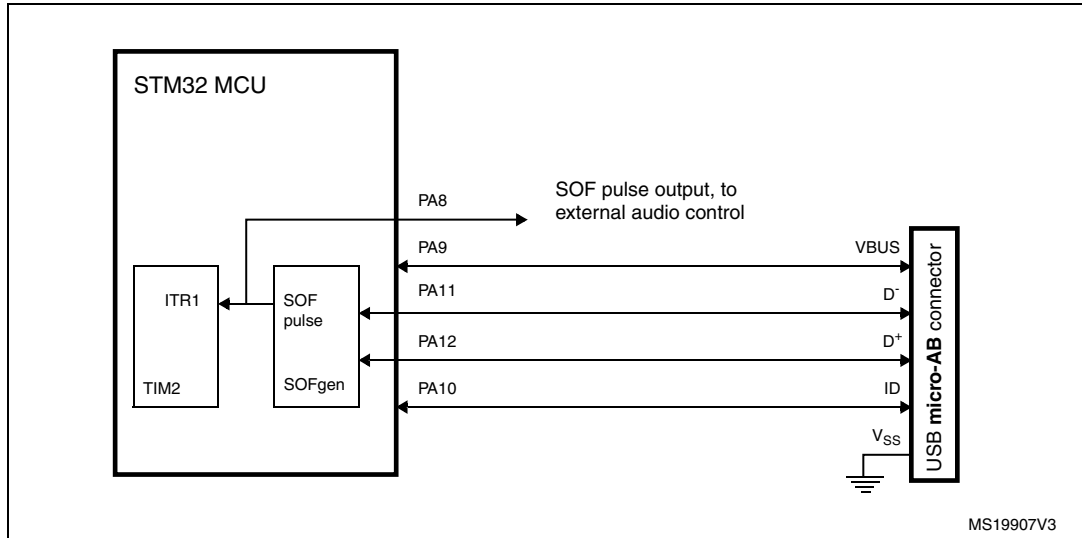 STM32 MCU
PA8
SOF pulse output, to
external audio control
PA9
VBUS
ITR1
SOF
pulse
PA11
D-
PA12
D+
TIM2
SOFgen
PA10
ID
VSS
USB micro-AB connector
MS19907V3